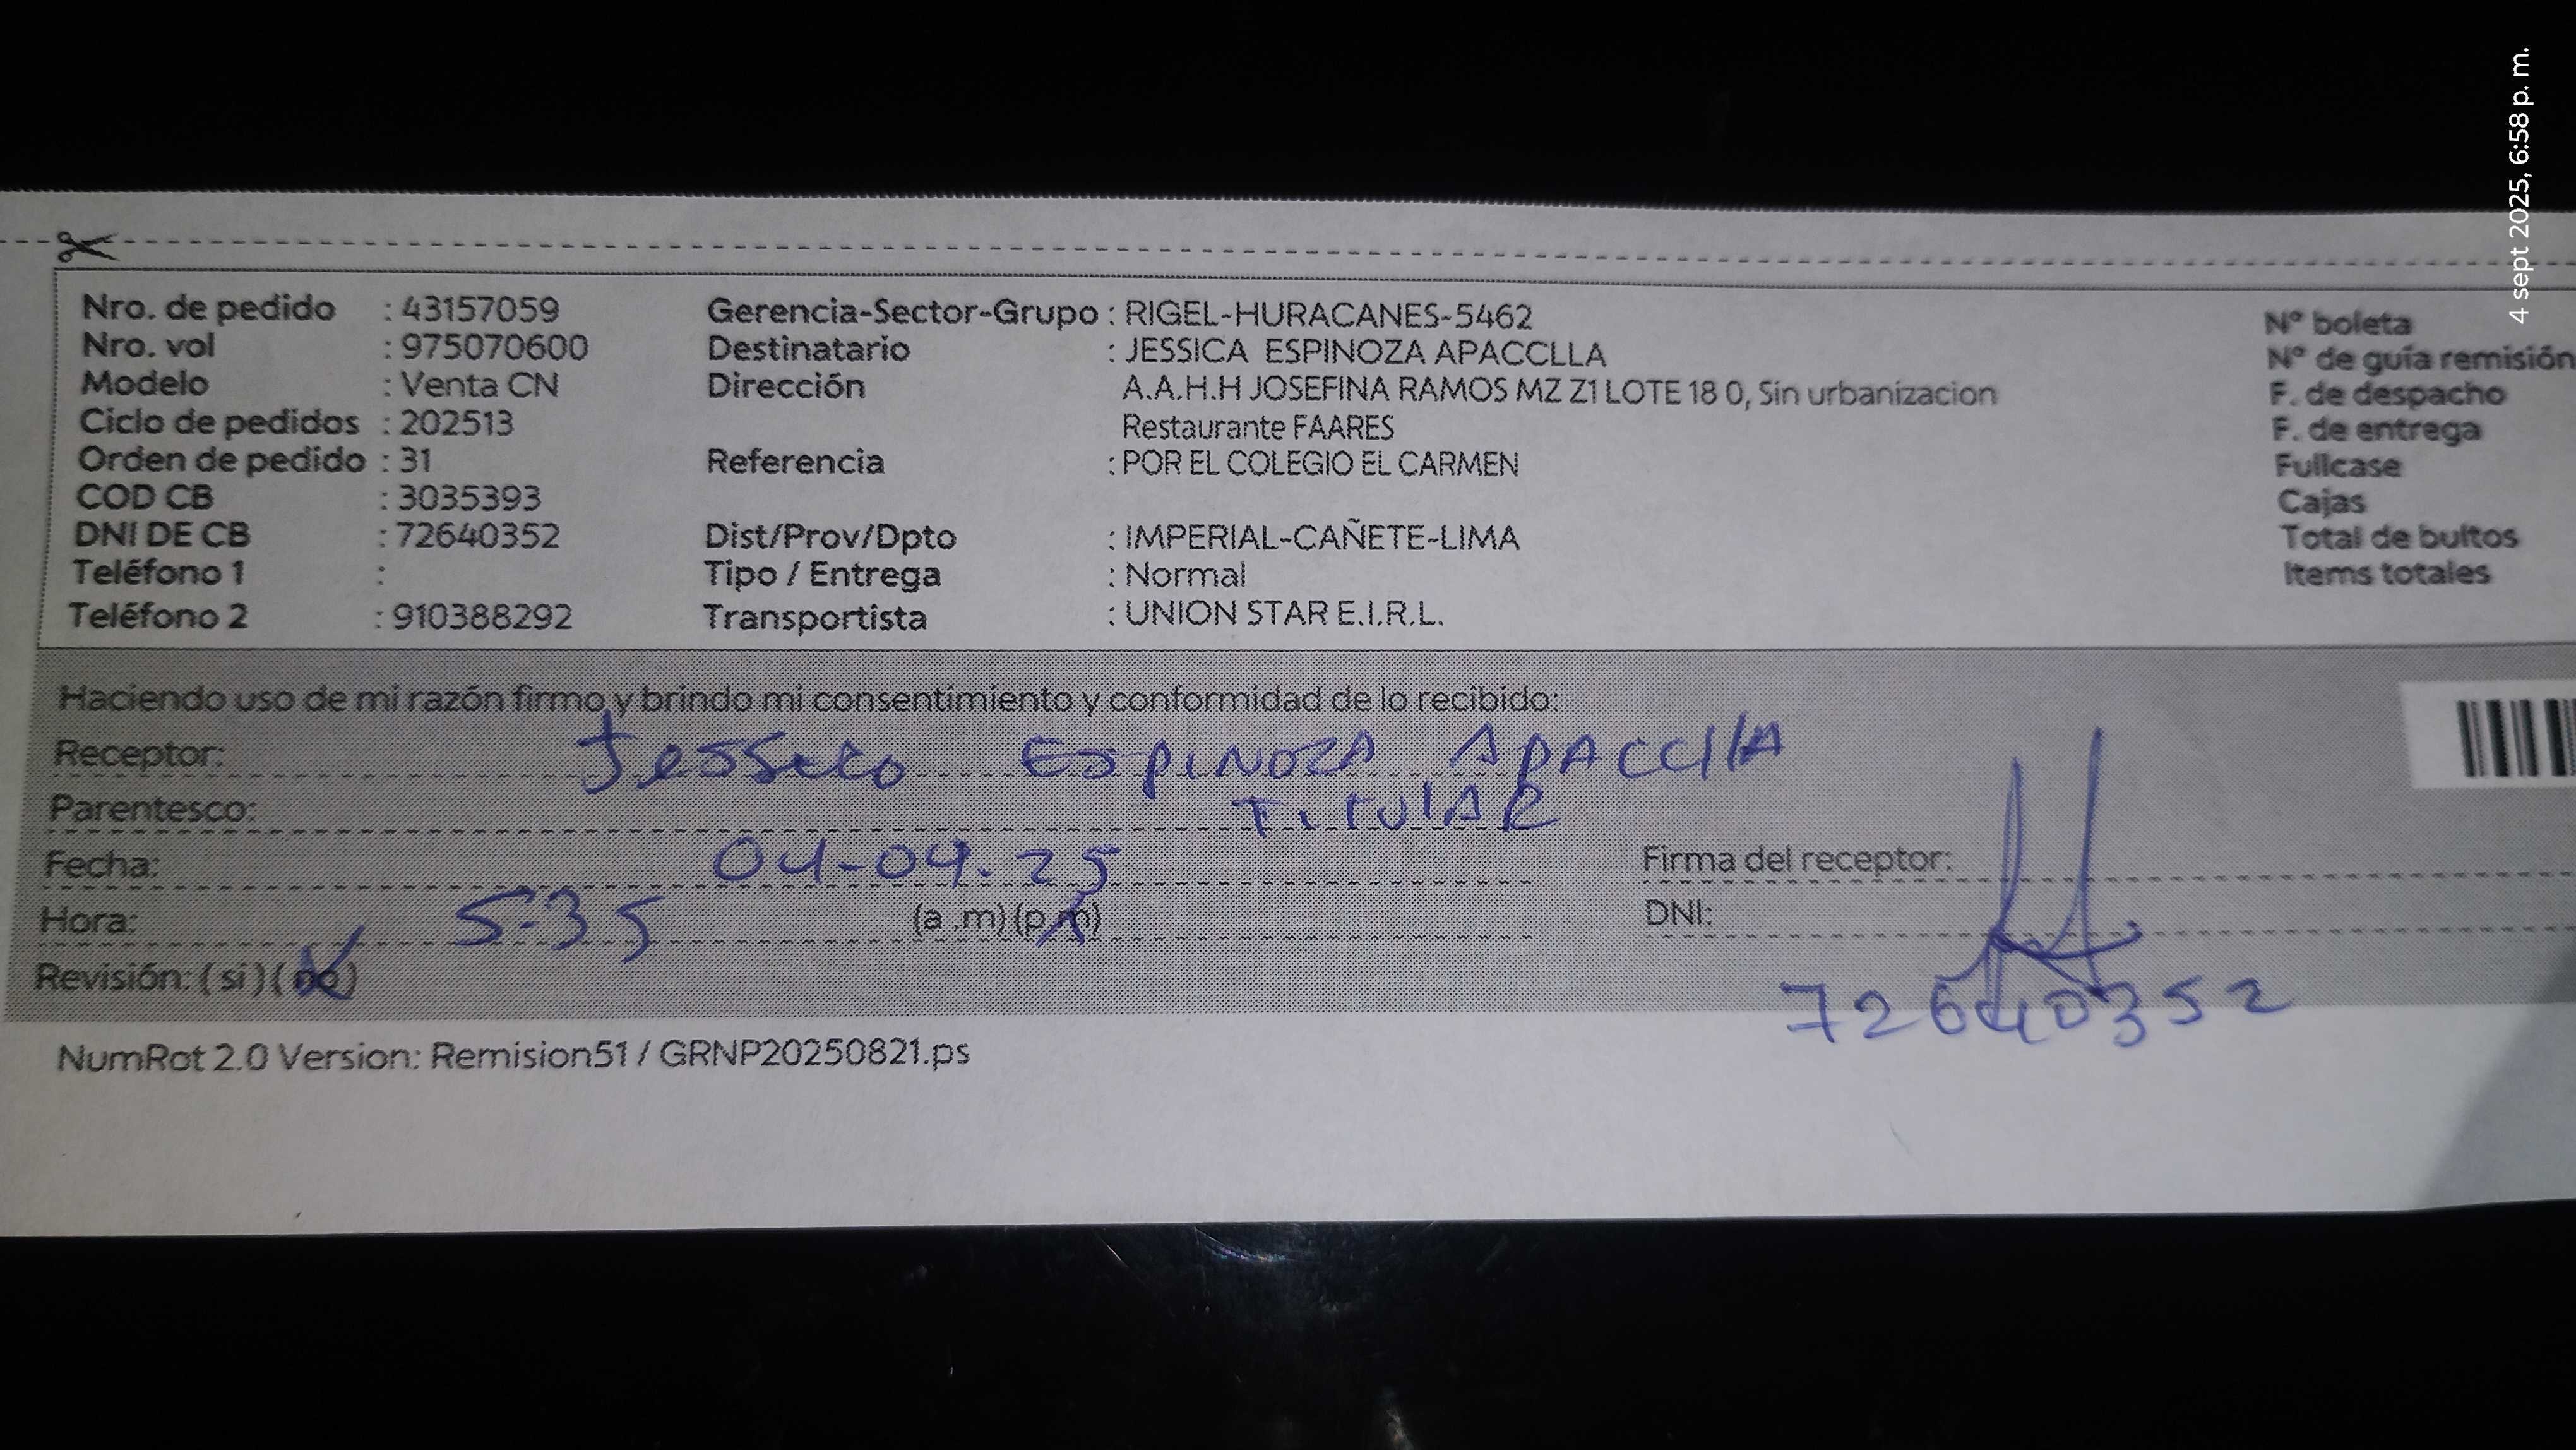 4 sept 2025, 6:58 p. m.
Nro. de pedido : 43157059 Gerencia-Sector-Grupo : RIGEL-HURACANES-5462 Nº boleta
Nro. vol : 975070600 Destinatario : JESSICA ESPINOZA APACCLLA Nº de guía remisión
Modelo : Venta CN Dirección A.A.H.H JOSEFINA RAMOS MZ Z1 LOTE 18 0, Sin urbanizacion F. de despacho
Ciclo de pedidos : 202513 Restaurante FAARES F. de entrega
Orden de pedido : 31 Referencia : POR EL COLEGIO EL CARMEN Fullcase
COD CB : 3035393 Cajas
DNI DE CB : 72640352 Dist/Prov/Dpto : IMPERIAL-CAÑETE-LIMA Total de bultos
Teléfono 1 : Tipo / Entrega : Normal Items totales
Teléfono 2 : 910388292 Transportista : UNION STAR E.I.R.L.
Haciendo uso de mi razón firmo y brindo mi consentimiento y conformidad de lo recibido:
Receptor: ESPINOZA APACCllA
Parentesco: TITULAR
Fecha: 04-09.25 Firma del receptor:
Hora: 5:35 (a .m) (p.m) DNI: 72640352
Revisión: ( si ) ( no )
NumRot 2.0 Version: Remision51 / GRNP20250821.ps